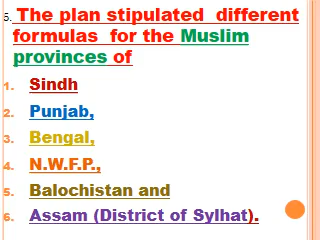 5. The plan stipulated different
formulas for the Muslim
provinces of
1. Sindh
2. Punjab,
3. Bengal,
4. N.W.F.P.,
5. Balochistan and
6. Assam (District of Sylhat).